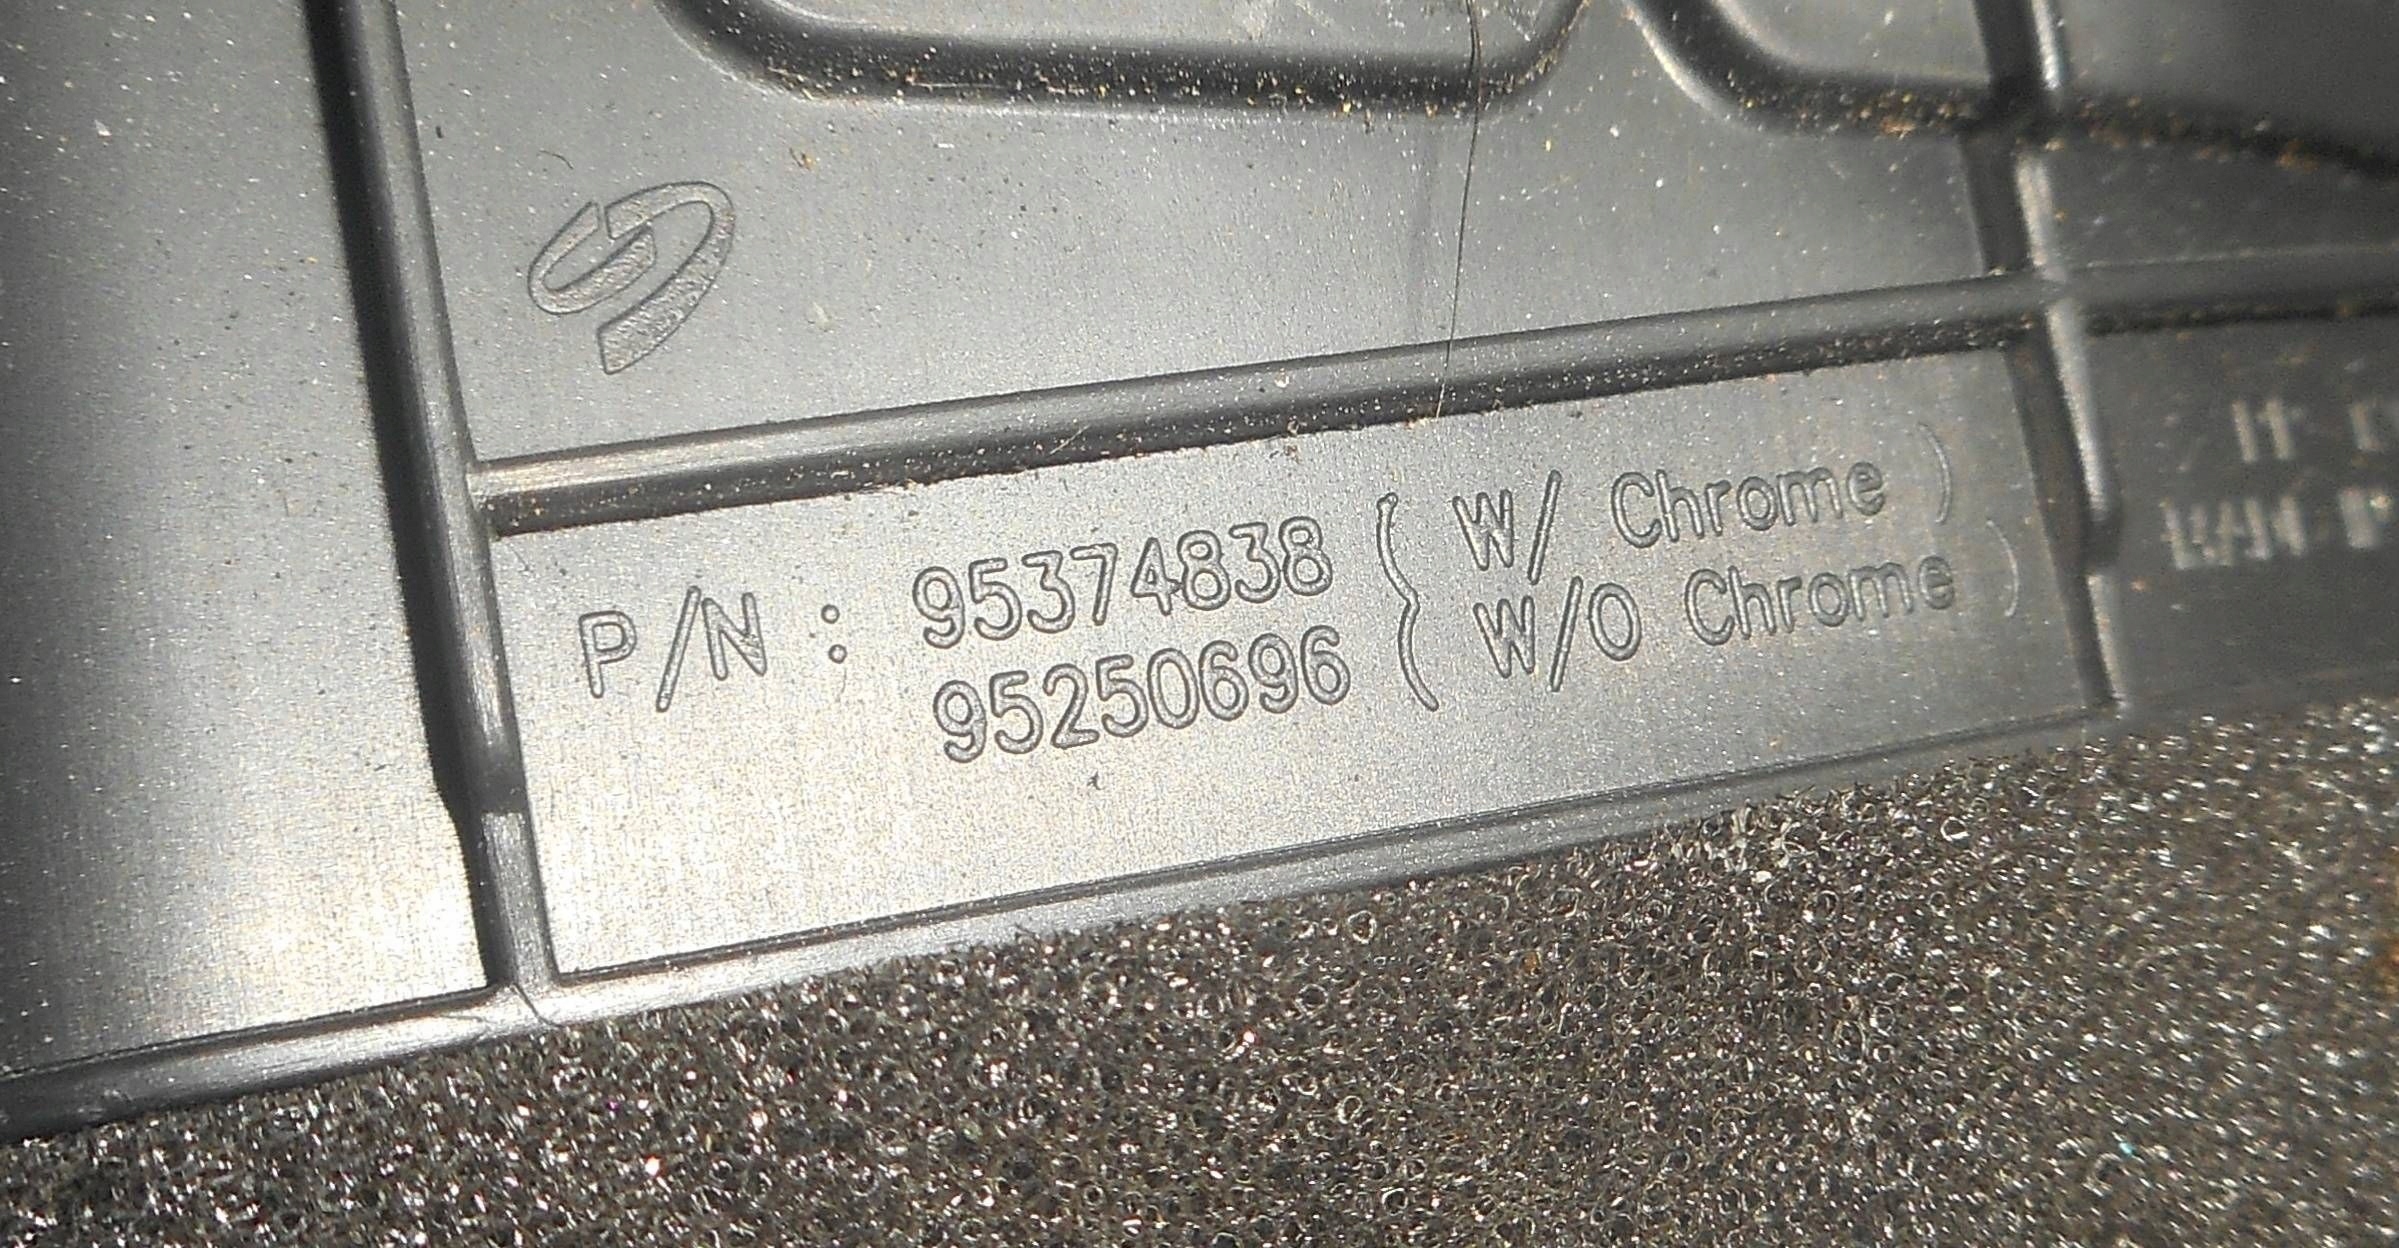 P/N : 95374838 { ( W/ Chrome )
95250696 ( W/O Chrome )